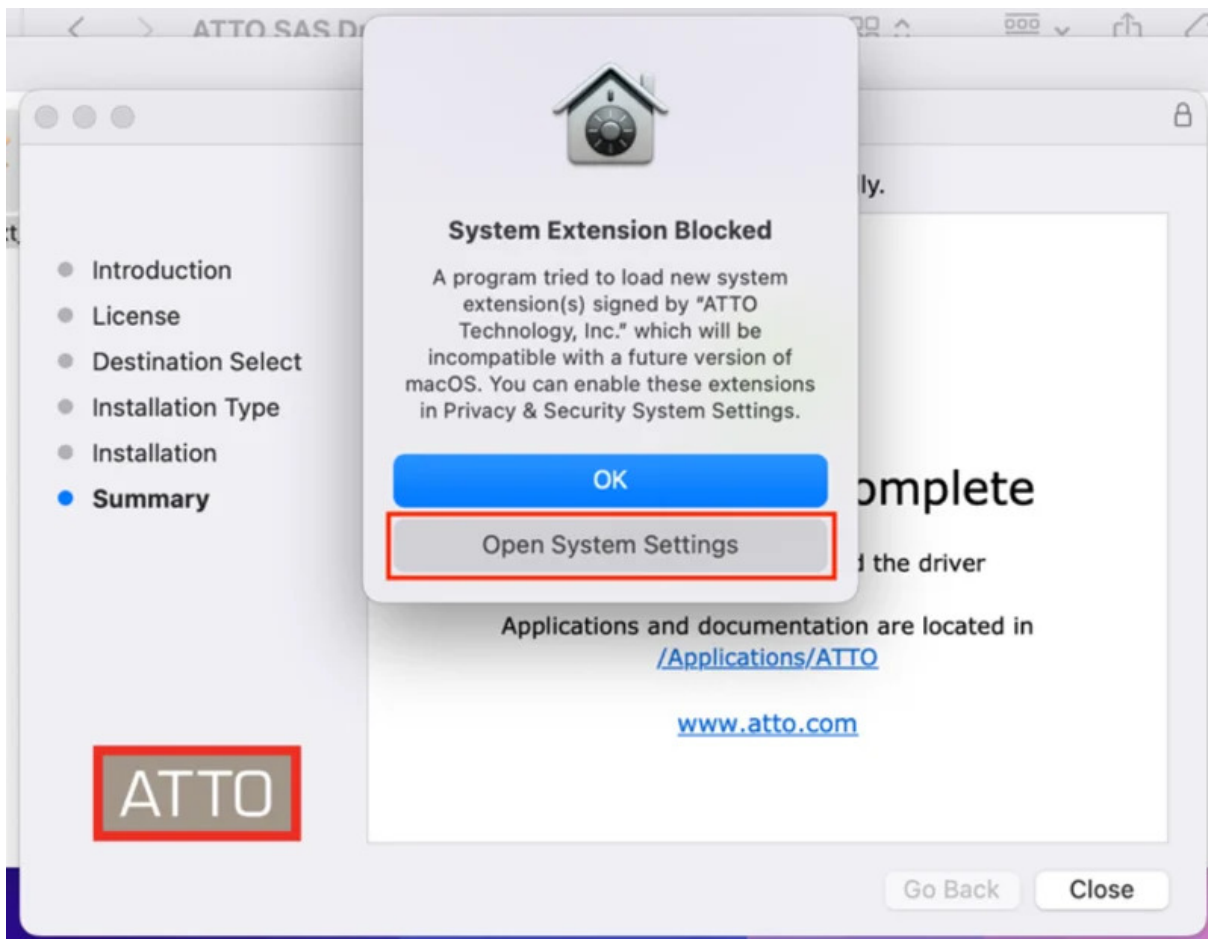 ATTO SAS
ly.
System Extension Blocked
A program tried to load new system
extension(s) signed by "ATTO
Technology, Inc." which will be
incompatible with a future version of
macOS. You can enable these extensions
in Privacy & Security System Settings.
OK
Open System Settings
Introduction
License
Destination Select
Installation Type
Installation
Summary
omplete
the driver
Applications and documentation are located in
/Applications/ATTO
www.atto.com
ATTO
Go Back
Close